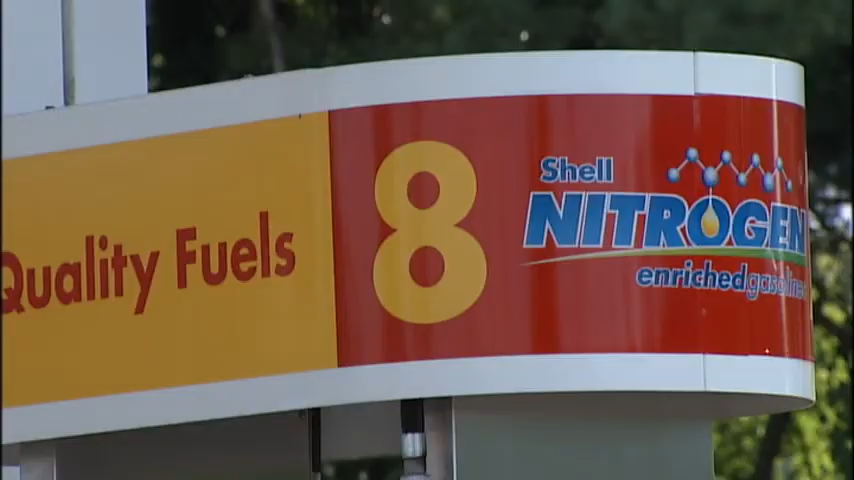 Quality Fuels
8
Shell
NITROGEN
enriched gasoline